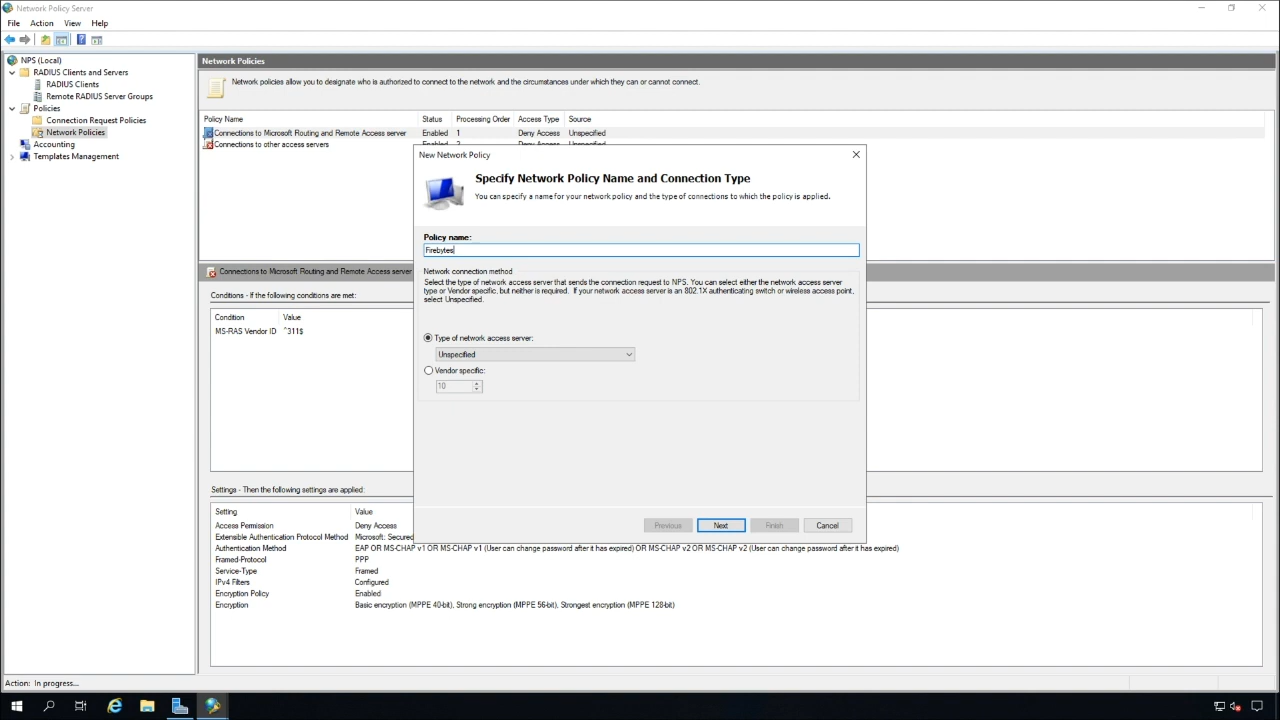 Network Policy Server
File Action View Help
NPS (Local)
RADIUS Clients and Servers
RADIUS Clients
Remote RADIUS Server Groups
Policies
Connection Request Policies
Network Policies
Accounting
Templates Management
Network Policies
Network policies allow you to designate who is authorized to connect to the network and the circumstances under which they can or cannot connect.
Policy Name Status Processing Order Access Type Source
Connections to Microsoft Routing and Remote Access server Enabled 1 Deny Access Unspecified
Connections to other access servers Enabled 2 Deny Access Unspecified
New Network Policy
Specify Network Policy Name and Connection Type
You can specify a name for your network policy and the type of connections to which the policy is applied.
Policy name:
Firebytes
Network connection method
Select the type of network access server that sends the connection request to NPS. You can select either the network access server
type or Vendor specific, but neither is required. If your network access server is an 802.1X authenticating switch or wireless access point,
select Unspecified.
Type of network access server:
Unspecified
Vendor specific:
10
Previous Next Finish Cancel
Connections to Microsoft Routing and Remote Access server
Conditions - If the following conditions are met:
Condition Value
MS-RAS Vendor ID ^311$
Settings - Then the following settings are applied:
Setting Value
Access Permission Deny Access
Extensible Authentication Protocol Method Microsoft: Secured
Authentication Method EAP OR MS-CHAP v1 OR MS-CHAP v1 (User can change password after it has expired) OR MS-CHAP v2 OR MS-CHAP v2 (User can change password after it has expired)
Framed-Protocol PPP
Service-Type Framed
IPv4 Filters Configured
Encryption Policy Enabled
Encryption Basic encryption (MPPE 40-bit), Strong encryption (MPPE 56-bit), Strongest encryption (MPPE 128-bit)
Action: In progress...